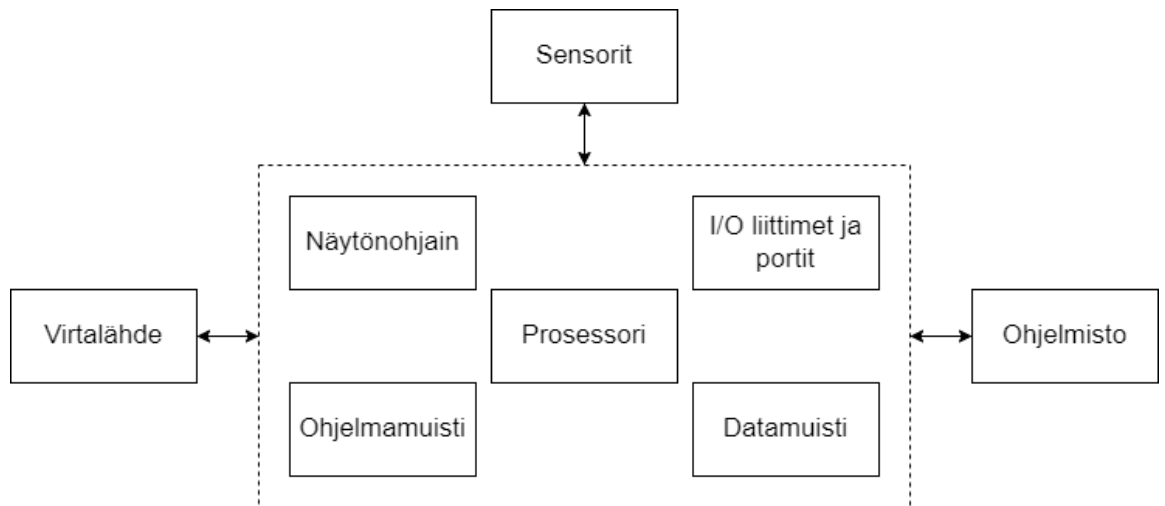 Sensorit
Näytönohjain
I/O liittimet ja
portit
Virtalähde
Prosessori
Ohjelmisto
Ohjelmamuisti
Datamuisti